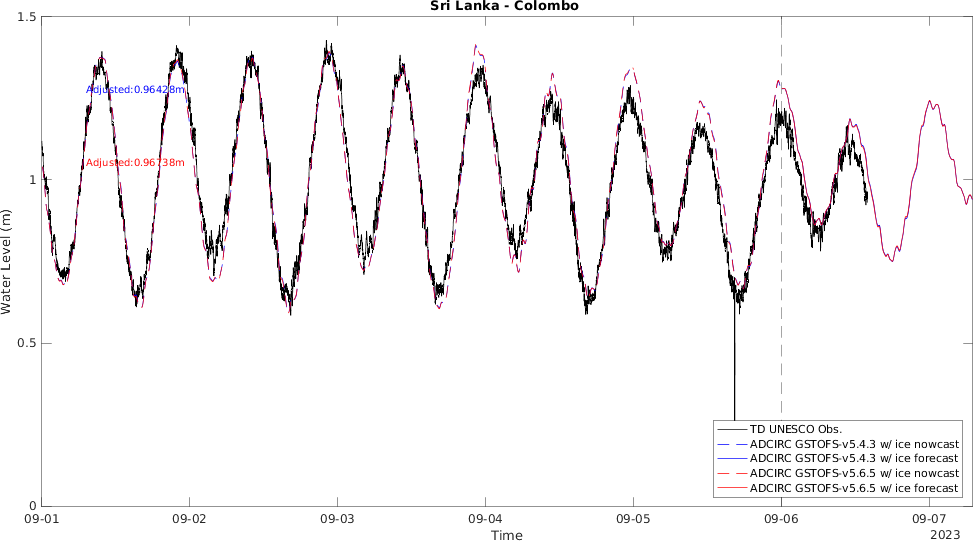 Sri Lanka - Colombo
1.5
Adjusted:0.96428m
Adjusted:0.96738m
1
0.5
0
Water Level (m)
TD UNESCO Obs.
ADCIRC GSTOFS-v5.4.3 w/ ice nowcast
ADCIRC GSTOFS-v5.4.3 w/ ice forecast
ADCIRC GSTOFS-v5.6.5 w/ ice nowcast
ADCIRC GSTOFS-v5.6.5 w/ ice forecast
09-01 09-02 09-03 09-04 09-05 09-06 09-07
Time
2023